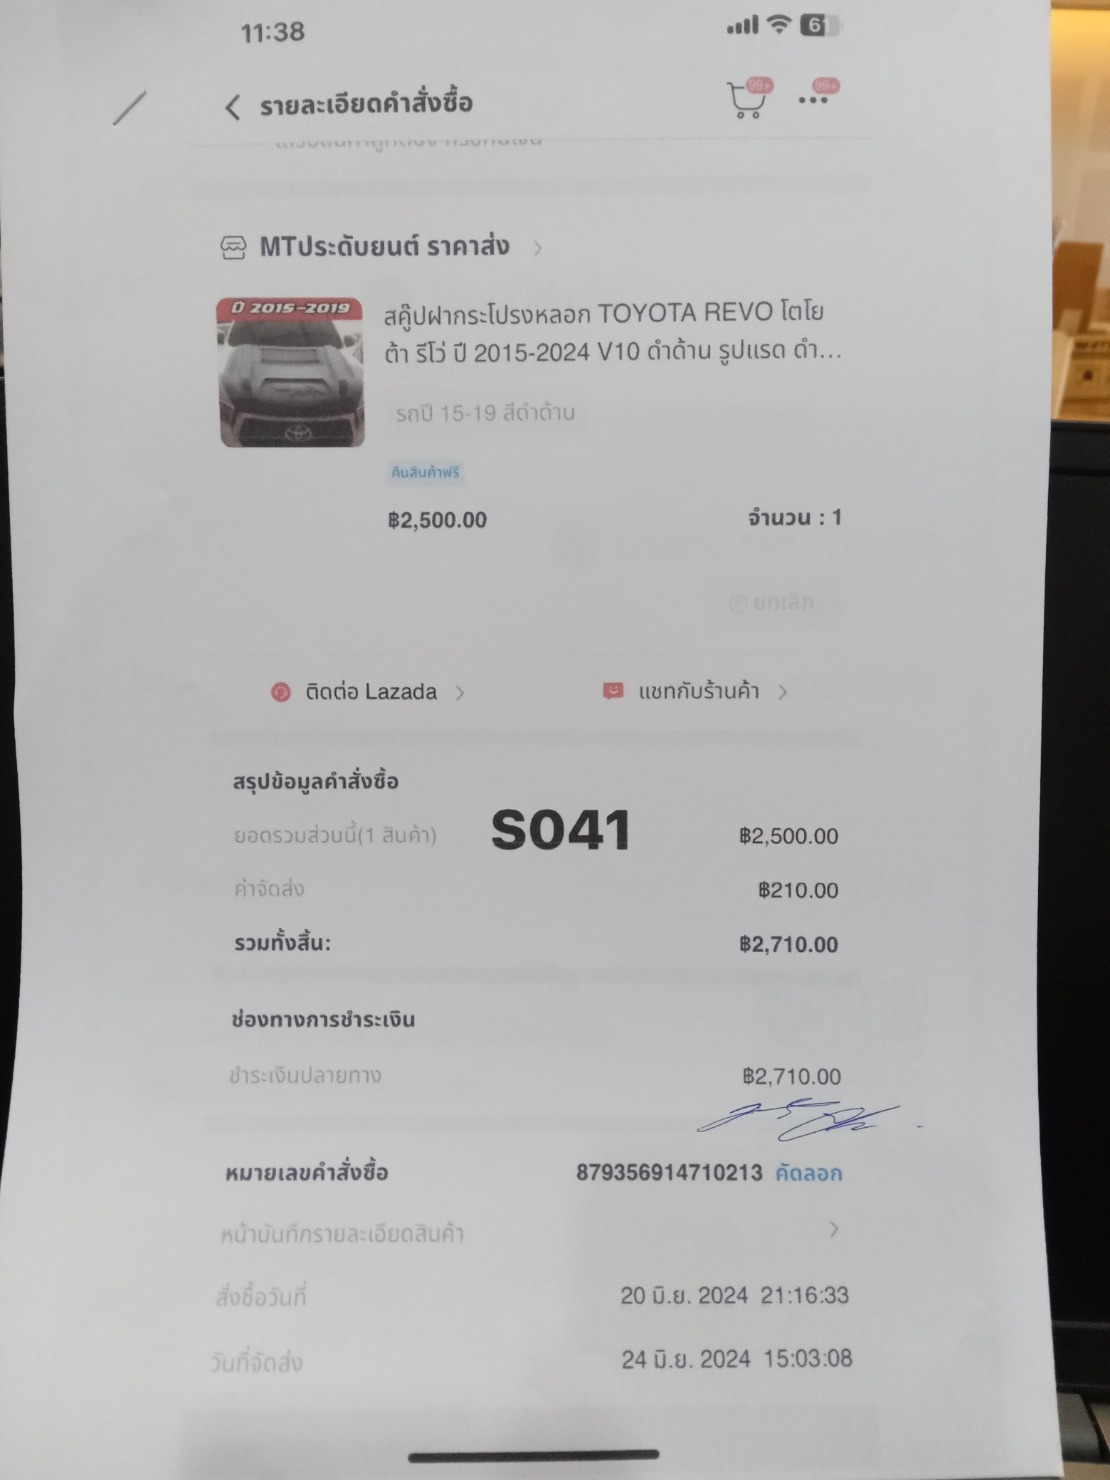 11:38
61
รายละเอียดคำสั่งซื้อ
99+
99+
MTประดับยนต์ ราคาส่ง
ปี 2015-2019
สคู๊ปฝากระโปรงหลอก TOYOTA REVO โตโย
ต้า รีโว่ ปี 2015-2024 V10 ดำด้าน รูปแรด ดำ...
รถปี 15-19 สีดำด้าน
คืนสินค้าฟรี
฿2,500.00 จำนวน : 1
ยกเลิก
ติดต่อ Lazada แชทกับร้านค้า
สรุปข้อมูลคำสั่งซื้อ
ยอดรวมส่วนนี้(1 สินค้า) S041 ฿2,500.00
ค่าจัดส่ง ฿210.00
รวมทั้งสิ้น: ฿2,710.00
ช่องทางการชำระเงิน
ชำระเงินปลายทาง ฿2,710.00
หมายเลขคำสั่งซื้อ 879356914710213 คัดลอก
หน้าบันทึกรายละเอียดสินค้า
สั่งซื้อวันที่ 20 มิ.ย. 2024 21:16:33
วันที่จัดส่ง 24 มิ.ย. 2024 15:03:08